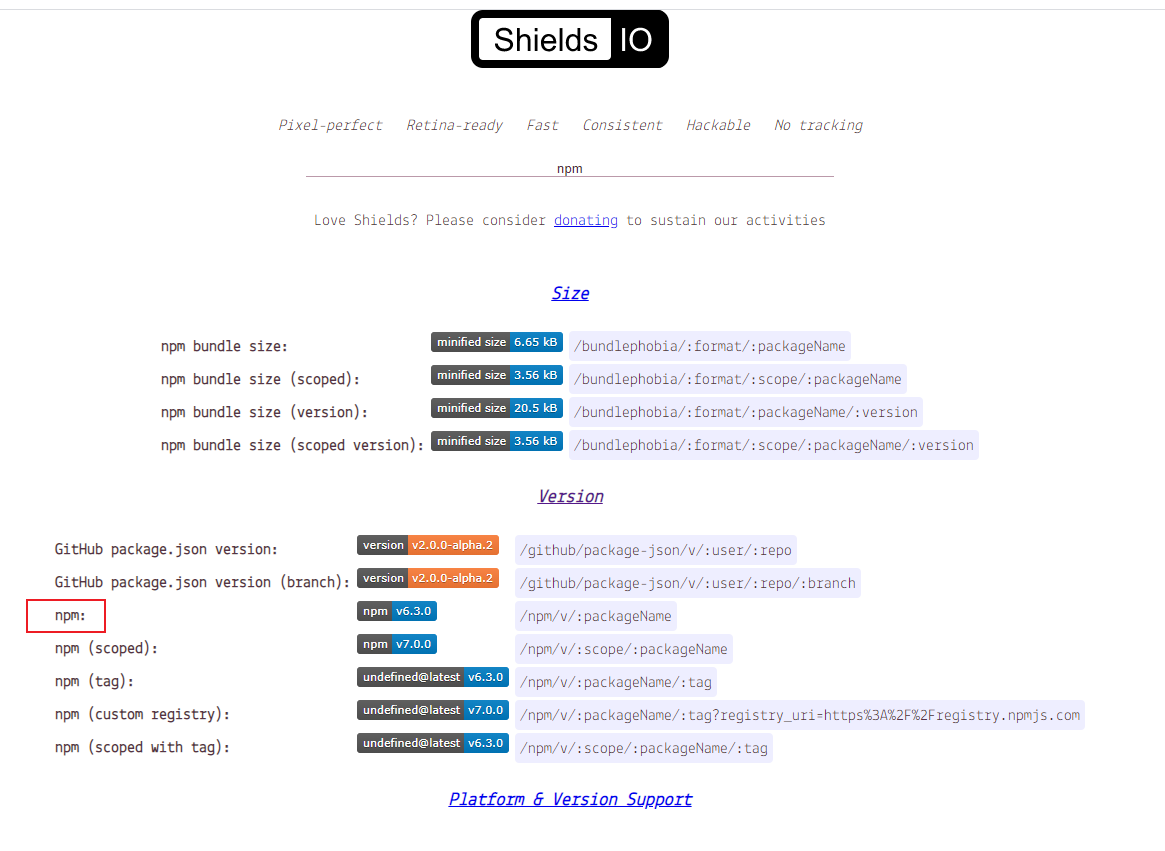 Shields IO
Pixel-perfect Retina-ready Fast Consistent Hackable No tracking
npm
Love Shields? Please consider donating to sustain our activities
Size
npm bundle size: minified size 6.65 kB /bundlephobia/:format/:packageName
npm bundle size (scoped): minified size 3.56 kB /bundlephobia/:format/:scope/:packageName
npm bundle size (version): minified size 20.5 kB /bundlephobia/:format/:packageName/:version
npm bundle size (scoped version): minified size 3.56 kB /bundlephobia/:format/:scope/:packageName/:version
Version
GitHub package.json version: version v2.0.0-alpha.2 /github/package-json/v/:user/:repo
GitHub package.json version (branch): version v2.0.0-alpha.2 /github/package-json/v/:user/:repo/:branch
npm: npm v6.3.0 /npm/v/:packageName
npm (scoped): npm v7.0.0 /npm/v/:scope/:packageName
npm (tag): undefined@latest v6.3.0 /npm/v/:packageName/:tag
npm (custom registry): undefined@latest v7.0.0 /npm/v/:packageName/:tag?registry_uri=https%3A%2F%2Fregistry.npmjs.com
npm (scoped with tag): undefined@latest v6.3.0 /npm/v/:scope/:packageName/:tag
Platform & Version Support